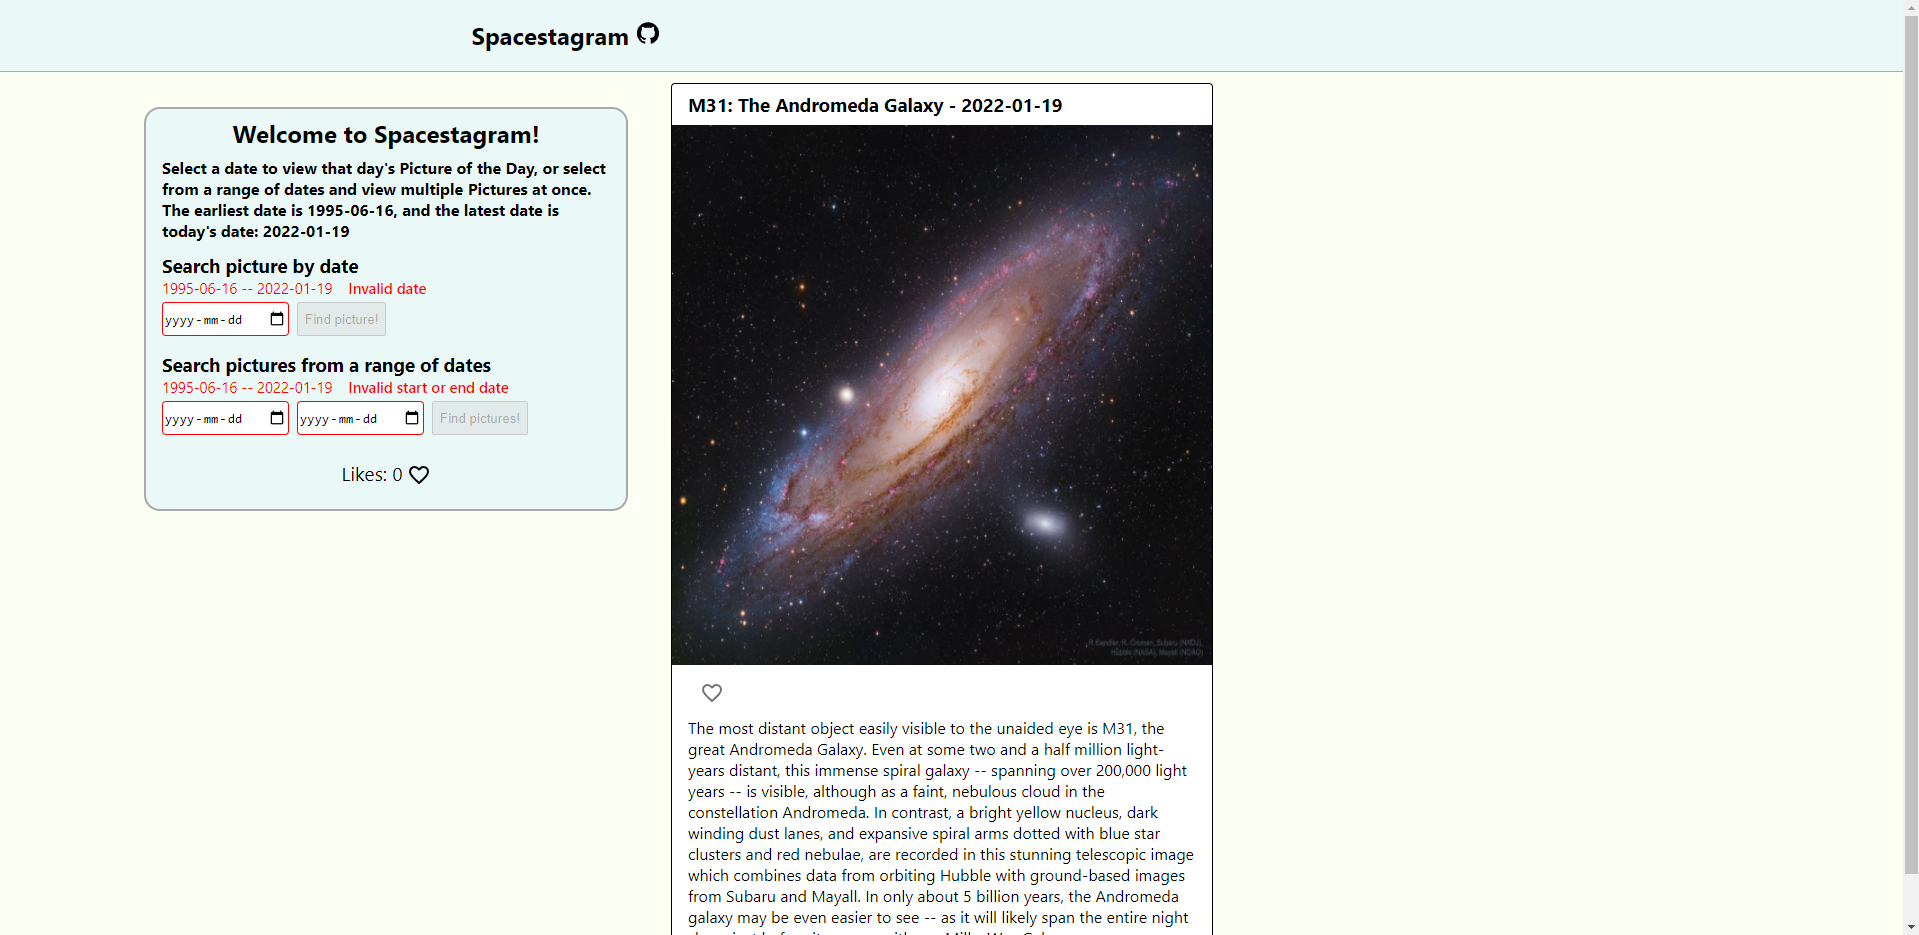 Spacestagram
Welcome to Spacestagram!
Select a date to view that day's Picture of the Day, or select
from a range of dates and view multiple Pictures at once.
The earliest date is 1995-06-16, and the latest date is
today's date: 2022-01-19
Search picture by date
1995-06-16 -- 2022-01-19 Invalid date
yyyy-mm-dd Find picture!
Search pictures from a range of dates
1995-06-16 -- 2022-01-19 Invalid start or end date
yyyy-mm-dd yyyy-mm-dd Find pictures!
Likes: 0
M31: The Andromeda Galaxy - 2022-01-19
Subaru (NAOJ),
Hubble (NASA), Mayall (NOAO)
The most distant object easily visible to the unaided eye is M31, the
great Andromeda Galaxy. Even at some two and a half million light-
years distant, this immense spiral galaxy -- spanning over 200,000 light
years -- is visible, although as a faint, nebulous cloud in the
constellation Andromeda. In contrast, a bright yellow nucleus, dark
winding dust lanes, and expansive spiral arms dotted with blue star
clusters and red nebulae, are recorded in this stunning telescopic image
which combines data from orbiting Hubble with ground-based images
from Subaru and Mayall. In only about 5 billion years, the Andromeda
galaxy may be even easier to see -- as it will likely span the entire night